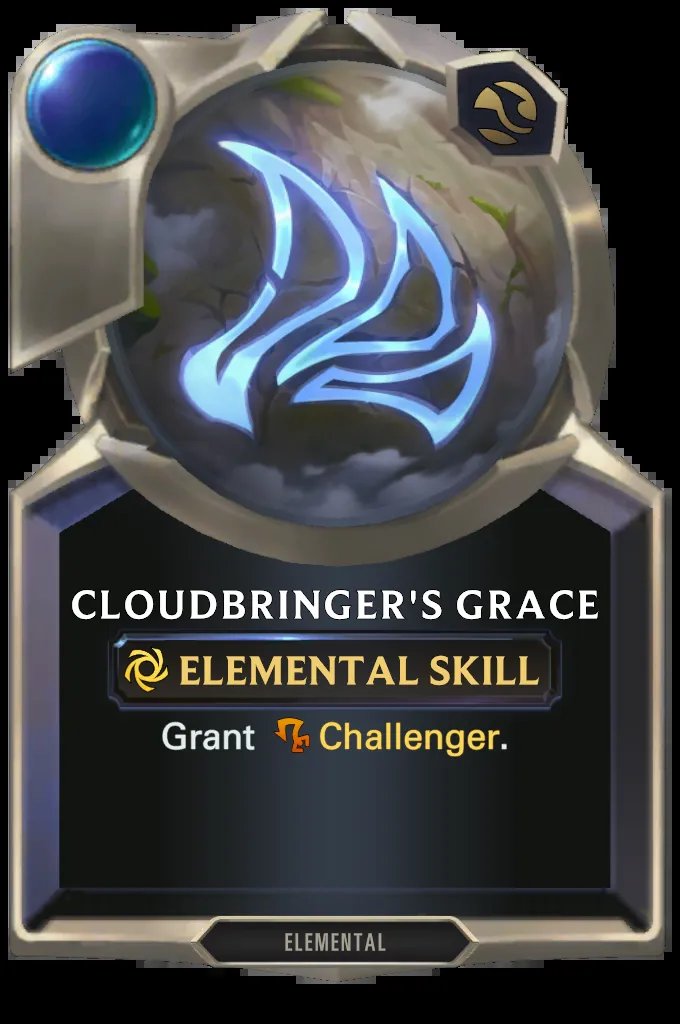 CLOUDBRINGER'S GRACE
ELEMENTAL SKILL
Grant Challenger.
ELEMENTAL